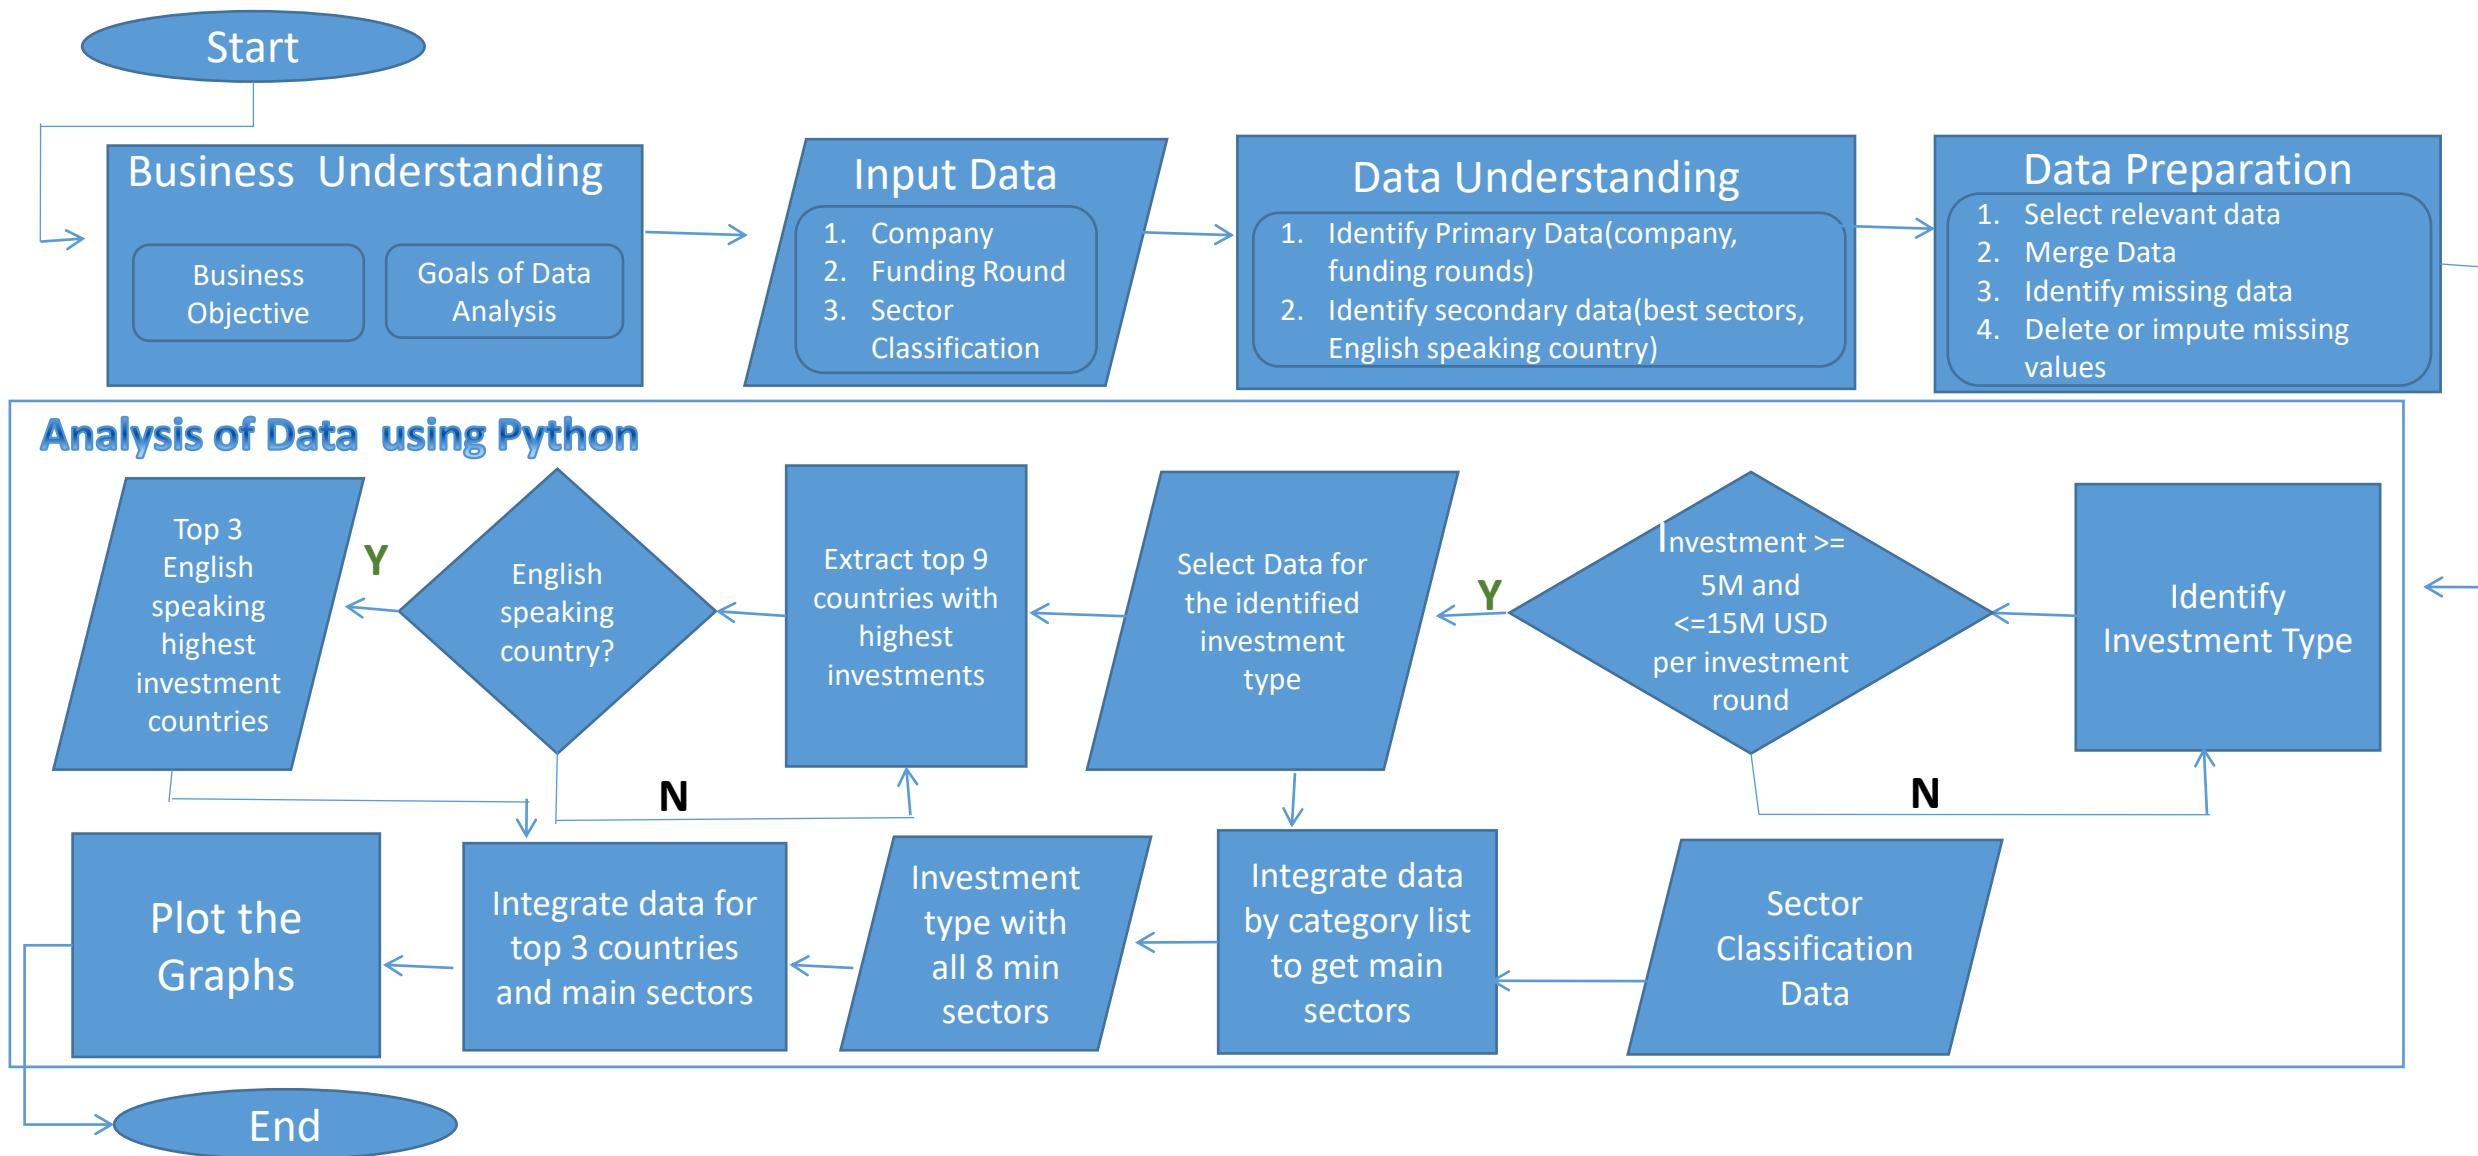 Start
Business  Understanding
Business
Objective
Goals of Data
Analysis
Input Data
1. Company
2. Funding Round
3. Sector
Classification
Data Understanding
1. Identify Primary Data(company,
funding rounds)
2. Identify secondary data(best sectors,
English speaking country)
Data Preparation
1. Select relevant data
2. Merge Data
3. Identify missing data
4. Delete or impute missing
values
Analysis of Data  using Python
Top 3
English
speaking
highest
investment
countries
Y
English
speaking
country?
N
Extract top 9
countries with
highest
investments
Select Data for
the identified
investment
type
Y
Investment >=
5M and
<=15M USD
per investment
round
N
Identify
Investment Type
Plot the
Graphs
Integrate data for
top 3 countries
and main sectors
Investment
type with
all 8 min
sectors
Integrate data
by category list
to get main
sectors
Sector
Classification
Data
End